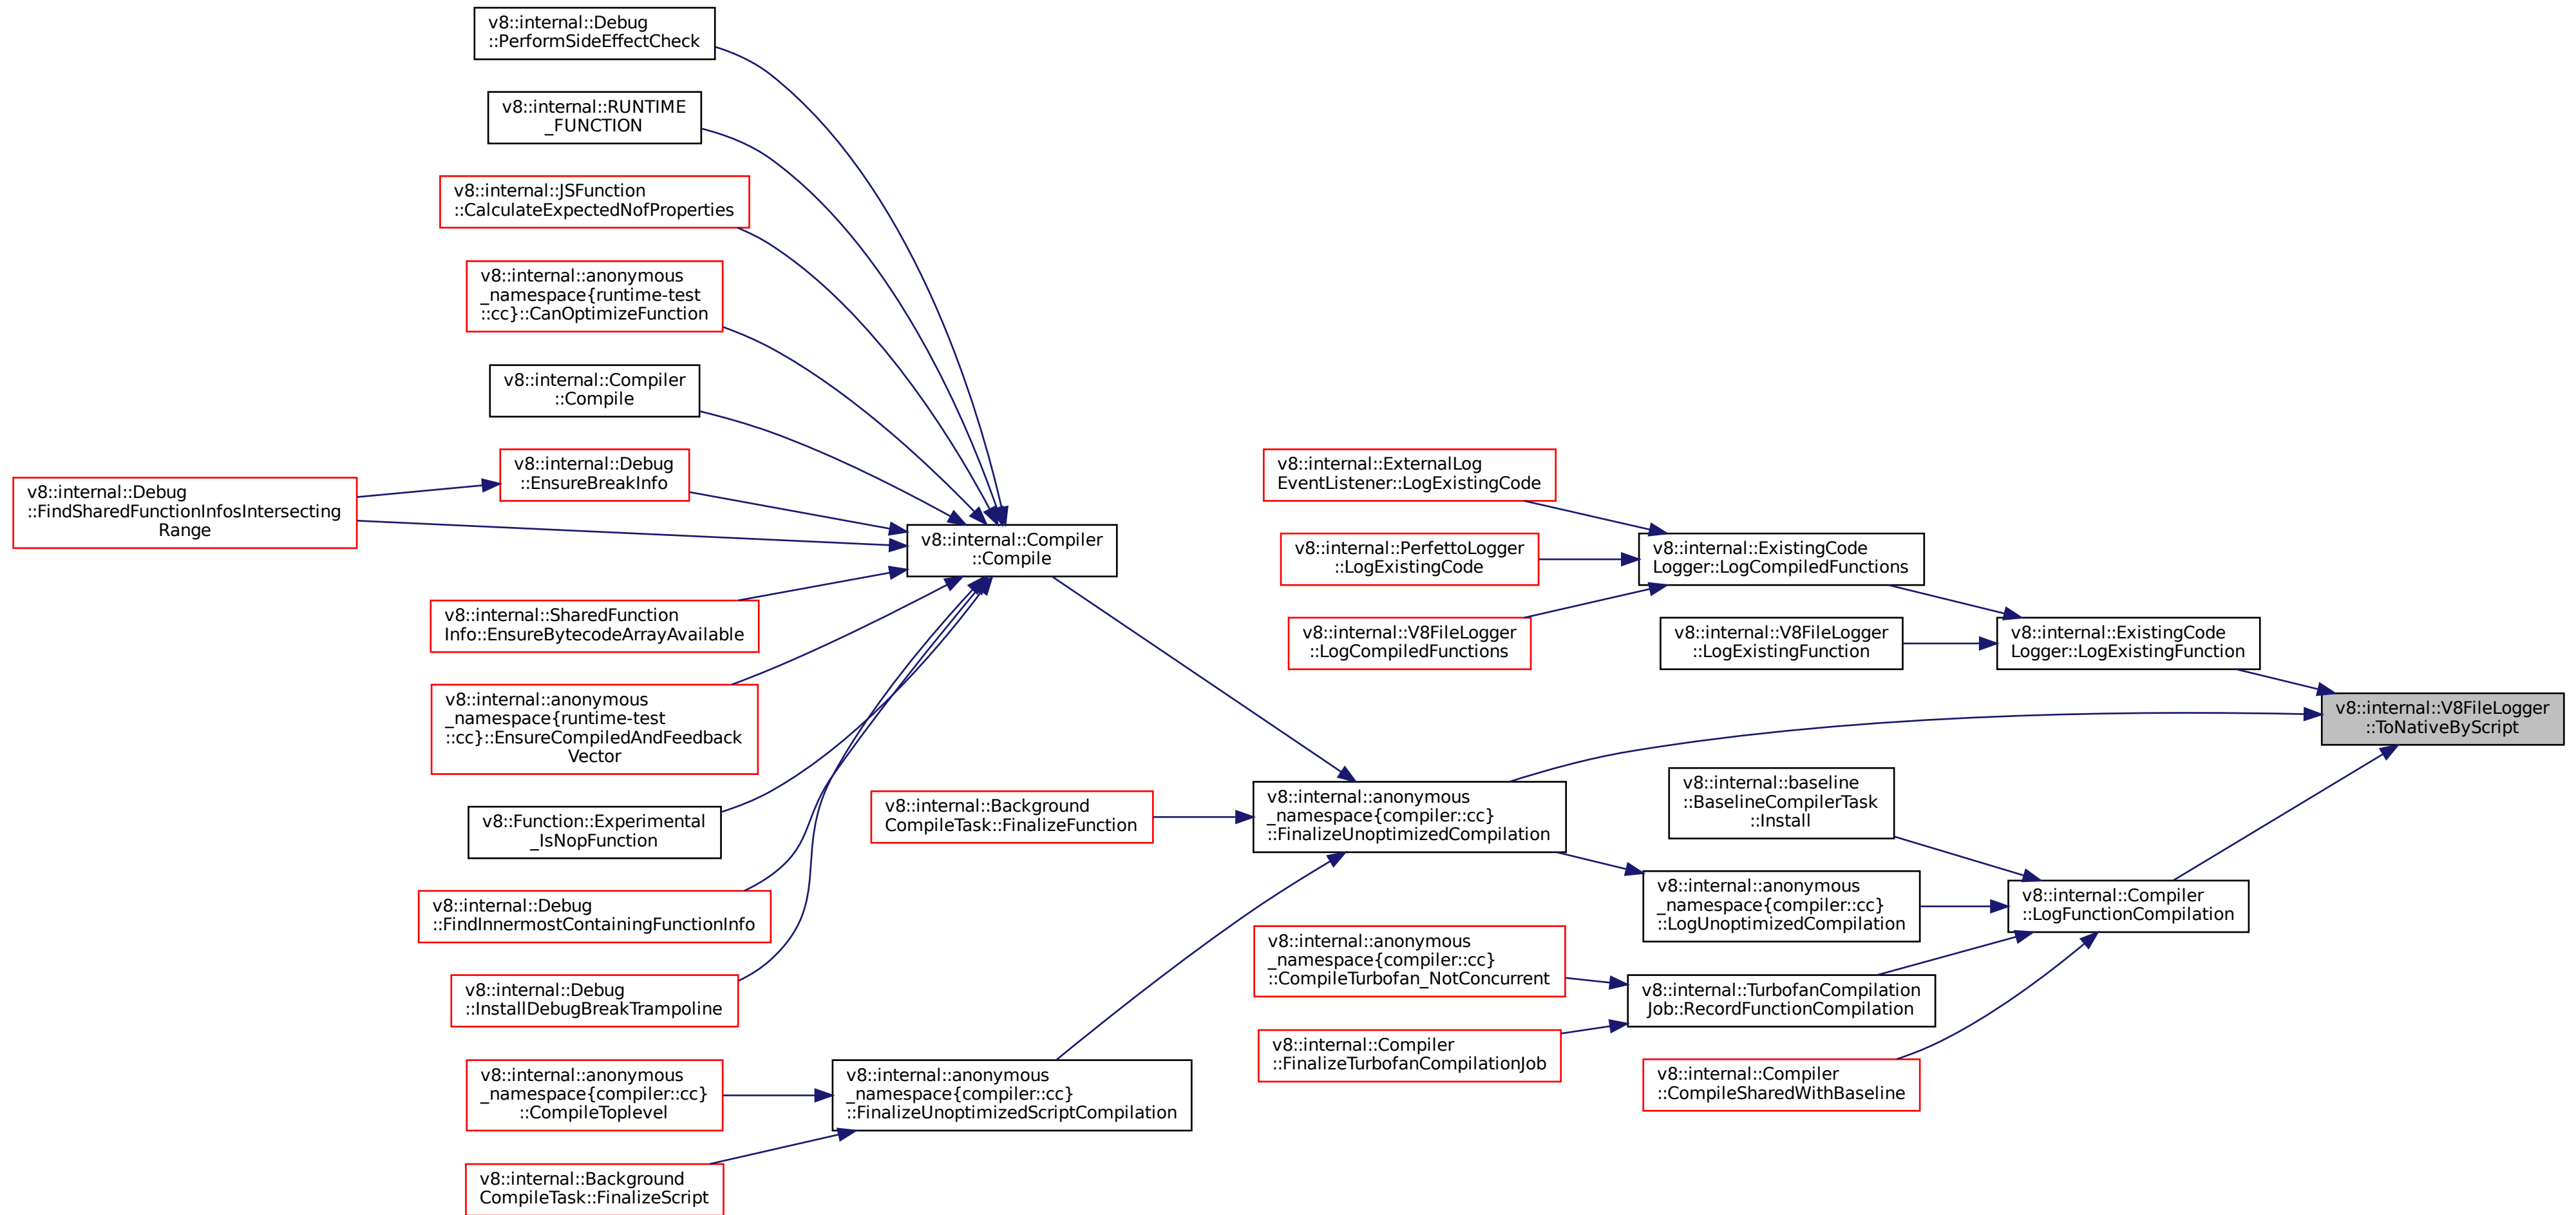 v8::internal::Debug
::PerformSideEffectCheck
v8::internal::RUNTIME
_FUNCTION
v8::internal::JSFunction
::CalculateExpectedNofProperties
v8::internal::anonymous
_namespace{runtime-test
::cc}::CanOptimizeFunction
v8::internal::Compiler
::Compile
v8::internal::Debug
::EnsureBreakInfo
v8::internal::Debug
::FindSharedFunctionInfosIntersecting
Range
v8::internal::SharedFunction
Info::EnsureBytecodeArrayAvailable
v8::internal::anonymous
_namespace{runtime-test
::cc}::EnsureCompiledAndFeedback
Vector
v8::Function::Experimental
_IsNopFunction
v8::internal::Debug
::FindInnermostContainingFunctionInfo
v8::internal::Debug
::InstallDebugBreakTrampoline
v8::internal::anonymous
_namespace{compiler::cc}
::CompileToplevel
v8::internal::Background
CompileTask::FinalizeScript
v8::internal::Compiler
::Compile
v8::internal::Background
CompileTask::FinalizeFunction
v8::internal::anonymous
_namespace{compiler::cc}
::FinalizeUnoptimizedScriptCompilation
v8::internal::ExternalLog
EventListener::LogExistingCode
v8::internal::PerfettoLogger
::LogExistingCode
v8::internal::V8FileLogger
::LogCompiledFunctions
v8::internal::anonymous
_namespace{compiler::cc}
::FinalizeUnoptimizedCompilation
v8::internal::anonymous
_namespace{compiler::cc}
::CompileTurbofan_NotConcurrent
v8::internal::Compiler
::FinalizeTurbofanCompilationJob
v8::internal::ExistingCode
Logger::LogCompiledFunctions
v8::internal::V8FileLogger
::LogExistingFunction
v8::internal::baseline
::BaselineCompilerTask
::Install
v8::internal::anonymous
_namespace{compiler::cc}
::LogUnoptimizedCompilation
v8::internal::TurbofanCompilation
Job::RecordFunctionCompilation
v8::internal::Compiler
::CompileSharedWithBaseline
v8::internal::ExistingCode
Logger::LogExistingFunction
v8::internal::Compiler
::LogFunctionCompilation
v8::internal::V8FileLogger
::ToNativeByScript